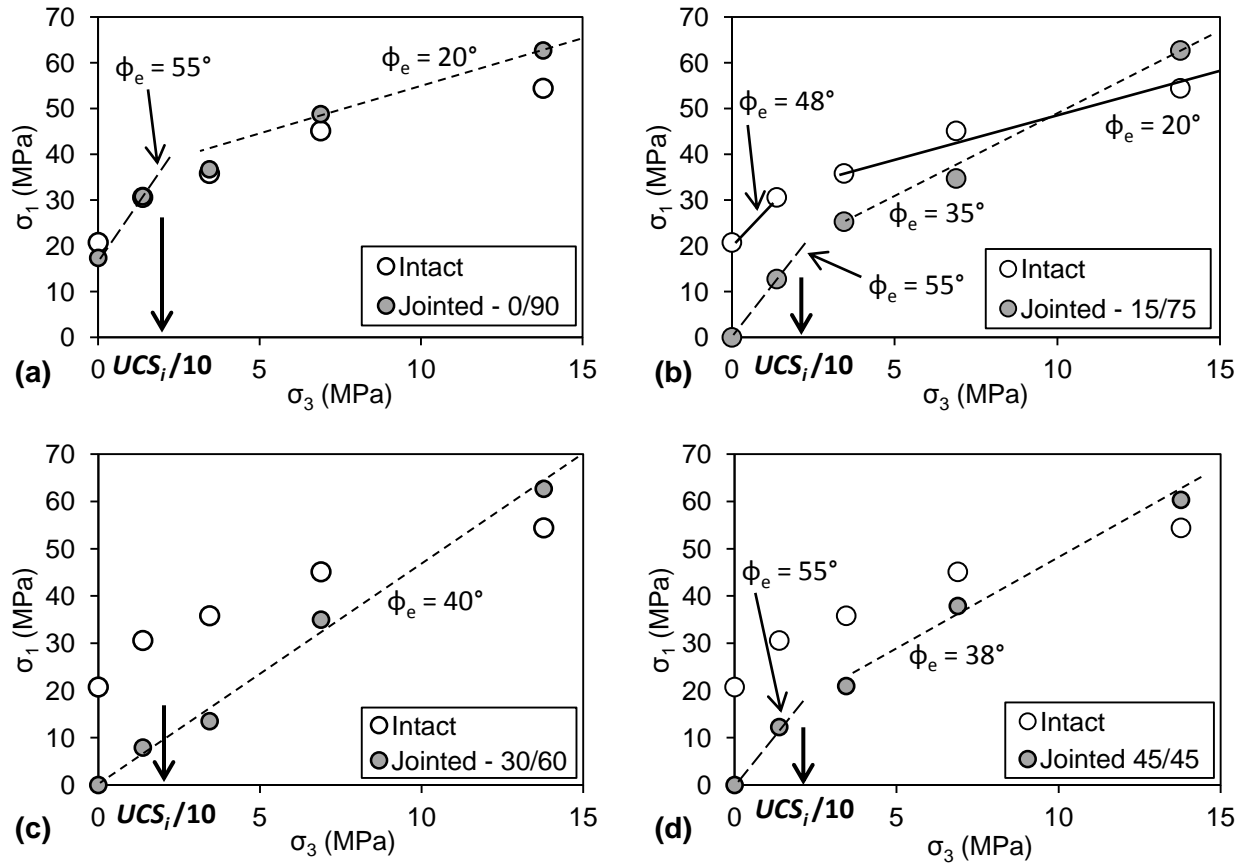 70
60
50
40
30
20
10
0
σ1 (MPa)
ϕe = 55°
ϕe = 20°
Intact
Jointed - 0/90
0
UCSi/10
5
10
15
σ3 (MPa)
(a)
70
60
50
40
30
20
10
0
σ1 (MPa)
ϕe = 48°
ϕe = 20°
ϕe = 35°
ϕe = 55°
Intact
Jointed - 15/75
0
UCSi/10
5
10
15
σ3 (MPa)
(b)
70
60
50
40
30
20
10
0
σ1 (MPa)
ϕe = 40°
Intact
Jointed - 30/60
0
UCSi/10
5
10
15
σ3 (MPa)
(c)
70
60
50
40
30
20
10
0
σ1 (MPa)
ϕe = 55°
ϕe = 38°
Intact
Jointed 45/45
0
UCSi/10
5
10
15
σ3 (MPa)
(d)